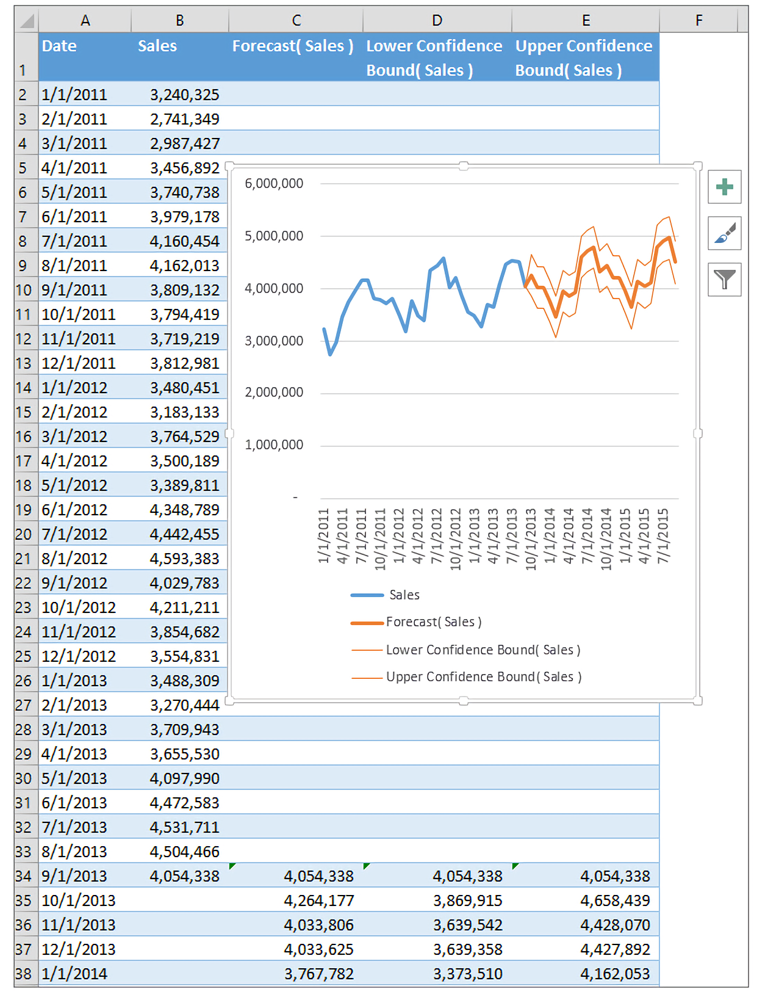 A B C D E F
Date Sales Forecast( Sales ) Lower Confidence Upper Confidence
1 Bound( Sales ) Bound( Sales )
2 1/1/2011 3,240,325
3 2/1/2011 2,741,349
4 3/1/2011 2,987,427
5 4/1/2011 3,456,892
6 5/1/2011 3,740,738
7 6/1/2011 3,979,178
8 7/1/2011 4,160,454
9 8/1/2011 4,162,013
10 9/1/2011 3,809,132
11 10/1/2011 3,794,419
12 11/1/2011 3,719,219
13 12/1/2011 3,812,981
14 1/1/2012 3,480,451
15 2/1/2012 3,183,133
16 3/1/2012 3,764,529
17 4/1/2012 3,500,189
18 5/1/2012 3,389,811
19 6/1/2012 4,348,789
20 7/1/2012 4,442,455
21 8/1/2012 4,593,383
22 9/1/2012 4,029,783
23 10/1/2012 4,211,211
24 11/1/2012 3,854,682
25 12/1/2012 3,554,831
26 1/1/2013 3,488,309
27 2/1/2013 3,270,444
28 3/1/2013 3,709,943
29 4/1/2013 3,655,530
30 5/1/2013 4,097,990
31 6/1/2013 4,472,583
32 7/1/2013 4,531,711
33 8/1/2013 4,504,466
34 9/1/2013 4,054,338 4,054,338 4,054,338 4,054,338
35 10/1/2013 4,264,177 3,869,915 4,658,439
36 11/1/2013 4,033,806 3,639,542 4,428,070
37 12/1/2013 4,033,625 3,639,358 4,427,892
38 1/1/2014 3,767,782 3,373,510 4,162,053
6,000,000
5,000,000
4,000,000
3,000,000
2,000,000
1,000,000
-
1/1/2011
4/1/2011
7/1/2011
10/1/2011
1/1/2012
4/1/2012
7/1/2012
10/1/2012
1/1/2013
4/1/2013
7/1/2013
10/1/2013
1/1/2014
4/1/2014
7/1/2014
10/1/2014
1/1/2015
4/1/2015
7/1/2015
Sales
Forecast( Sales )
Lower Confidence Bound( Sales )
Upper Confidence Bound( Sales )